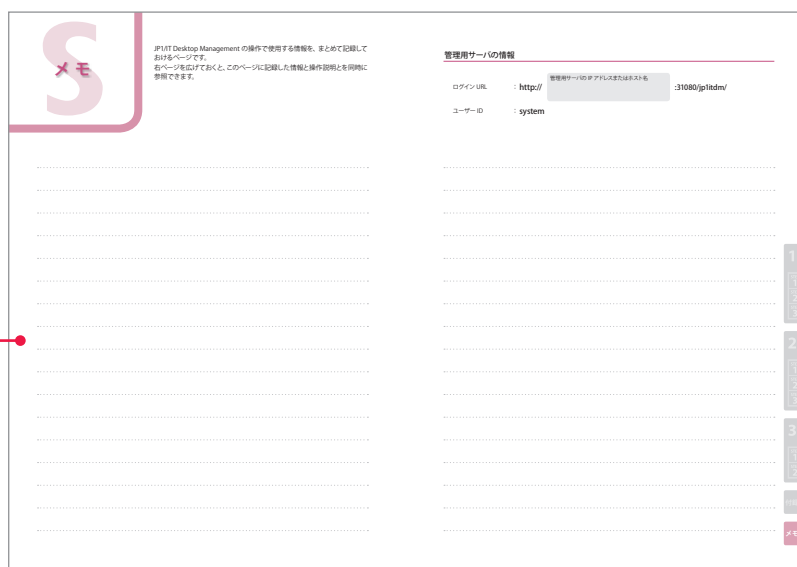 S
メモ
JP1/IT Desktop Management の操作で使用する情報を、まとめて記録して
おけるページです。
右ページを広げておくと、このページに記録した情報と操作説明とを同時に
参照できます。
管理用サーバの情報
ログイン URL : http:// 管理用サーバの IP アドレスまたはホスト名 :31080/jp1itdm/
ユーザー ID : system
1
2
3
メモ